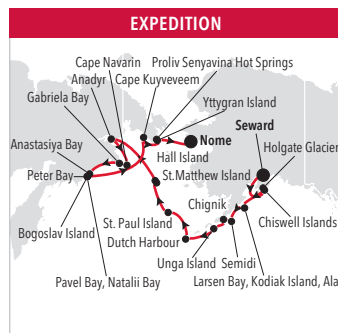 EXPEDITION
Cape Navarin
Proliv Senyavina Hot Springs
Anadyr
Cape Kuyveveem
Gabriela Bay
Yttygran Island
Anastasiya Bay
Nome
Seward
Hall Island
Holgate Glacier
Peter Bay
St.Matthew Island
Chignik
Bogoslav Island
St. Paul Island
Chiswell Islands
Dutch Harbour
Unga Island
Semidi
Pavel Bay, Natalii Bay
Larsen Bay, Kodiak Island, Ala